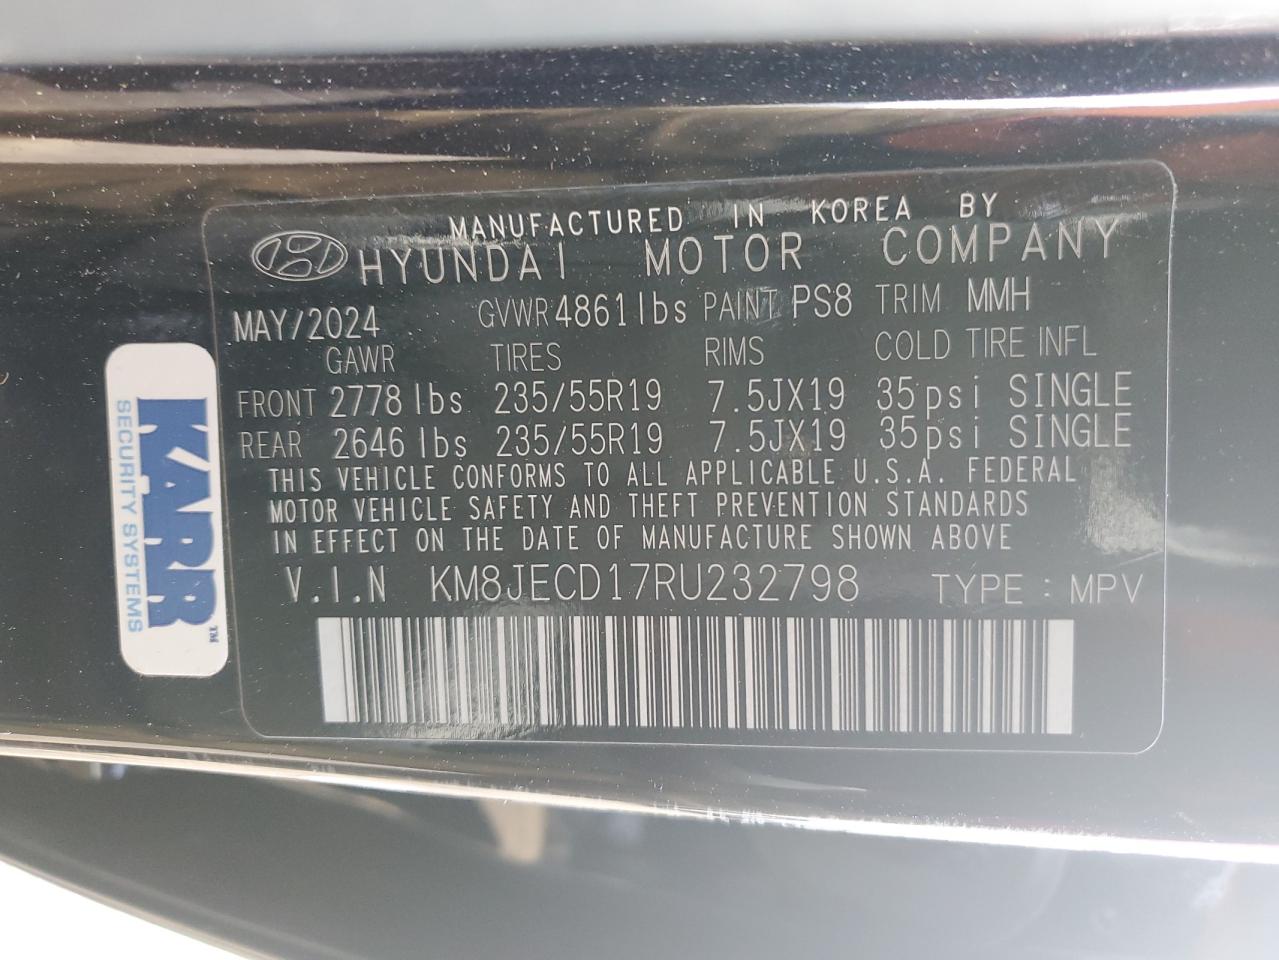 MANUFACTURED IN KOREA BY
HYUNDAI MOTOR COMPANY
MAY/2024 GVWR 4861 lbs PAINT PS8 TRIM MMH
GAWR TIRES RIMS COLD TIRE INFL
FRONT 2778 lbs 235/55R19 7.5JX19 35psi SINGLE
REAR 2646 lbs 235/55R19 7.5JX19 35psi SINGLE
THIS VEHICLE CONFORMS TO ALL APPLICABLE U.S.A. FEDERAL
MOTOR VEHICLE SAFETY AND THEFT PREVENTION STANDARDS
IN EFFECT ON THE DATE OF MANUFACTURE SHOWN ABOVE
V.I.N KM8JECD17RU232798 TYPE : MPV
KARR™
SECURITY SYSTEMS